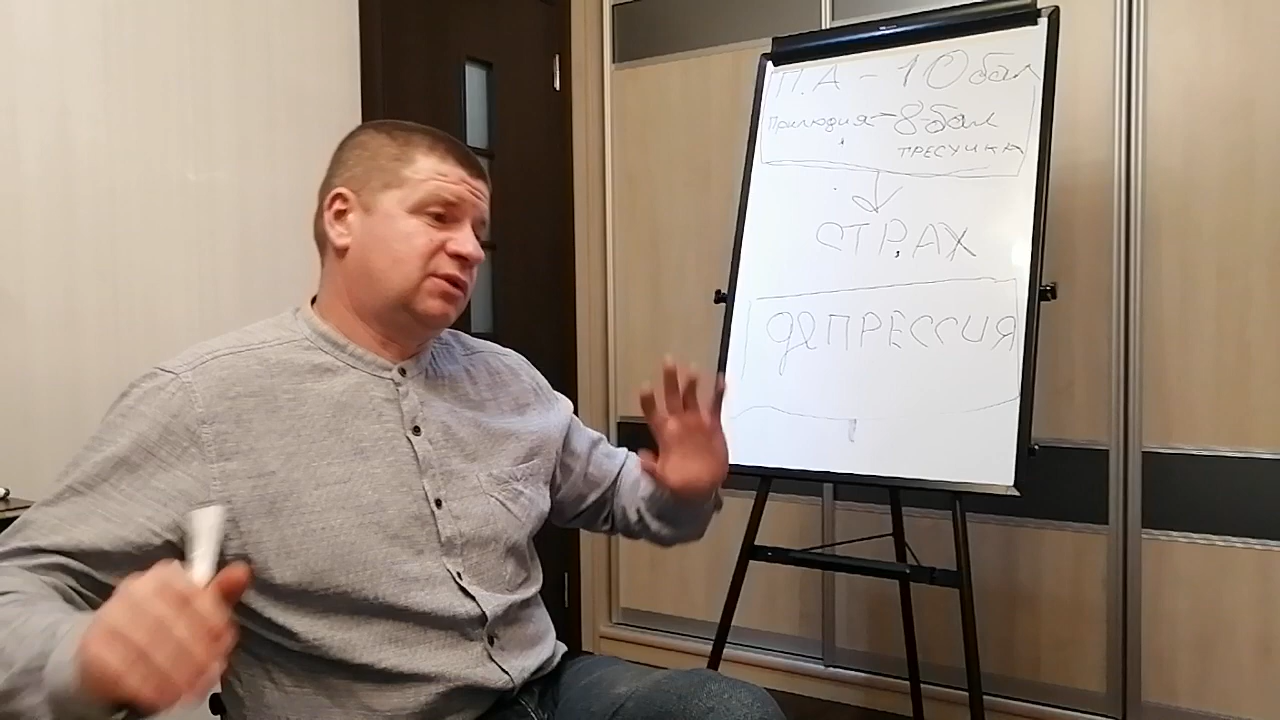 П.А - 10 бал
Прилюдия - 8-бал
ТРЕСУЧКА
СТРАХ
ДЕПРЕССИЯ